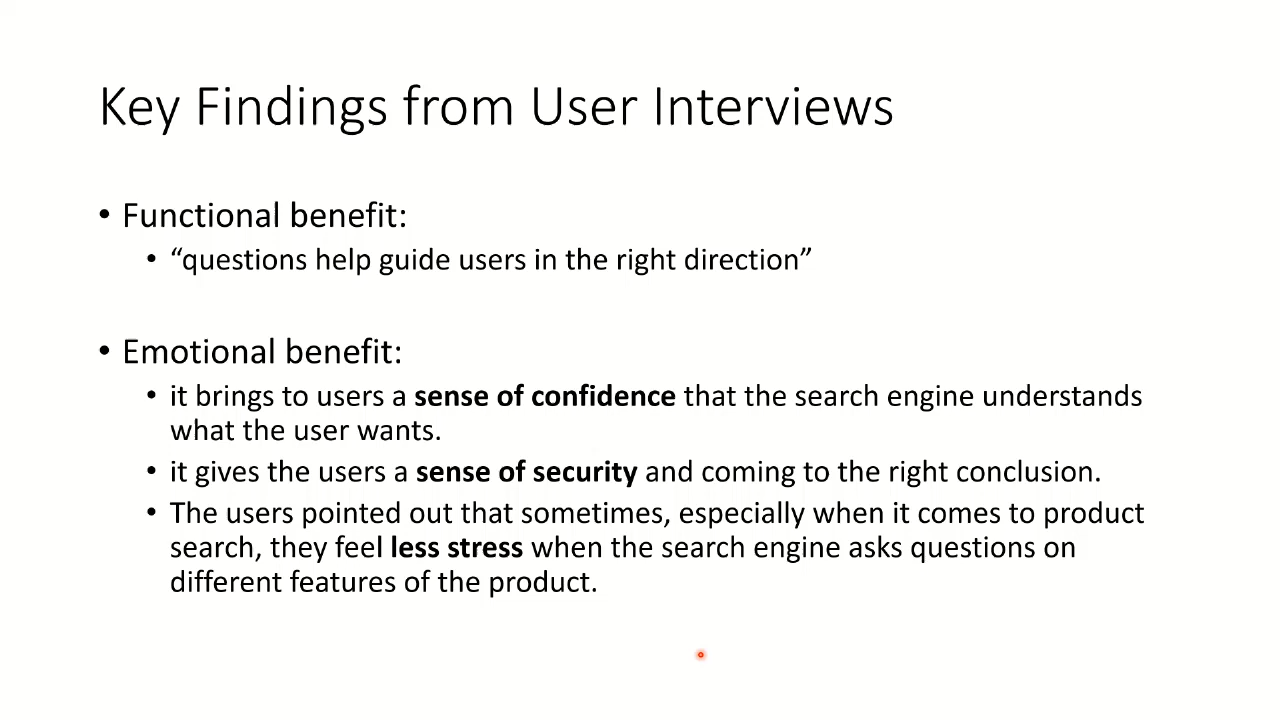 Key Findings from User Interviews
• Functional benefit:
• “questions help guide users in the right direction”
• Emotional benefit:
• it brings to users a sense of confidence that the search engine understands
what the user wants.
• it gives the users a sense of security and coming to the right conclusion.
• The users pointed out that sometimes, especially when it comes to product
search, they feel less stress when the search engine asks questions on
different features of the product.